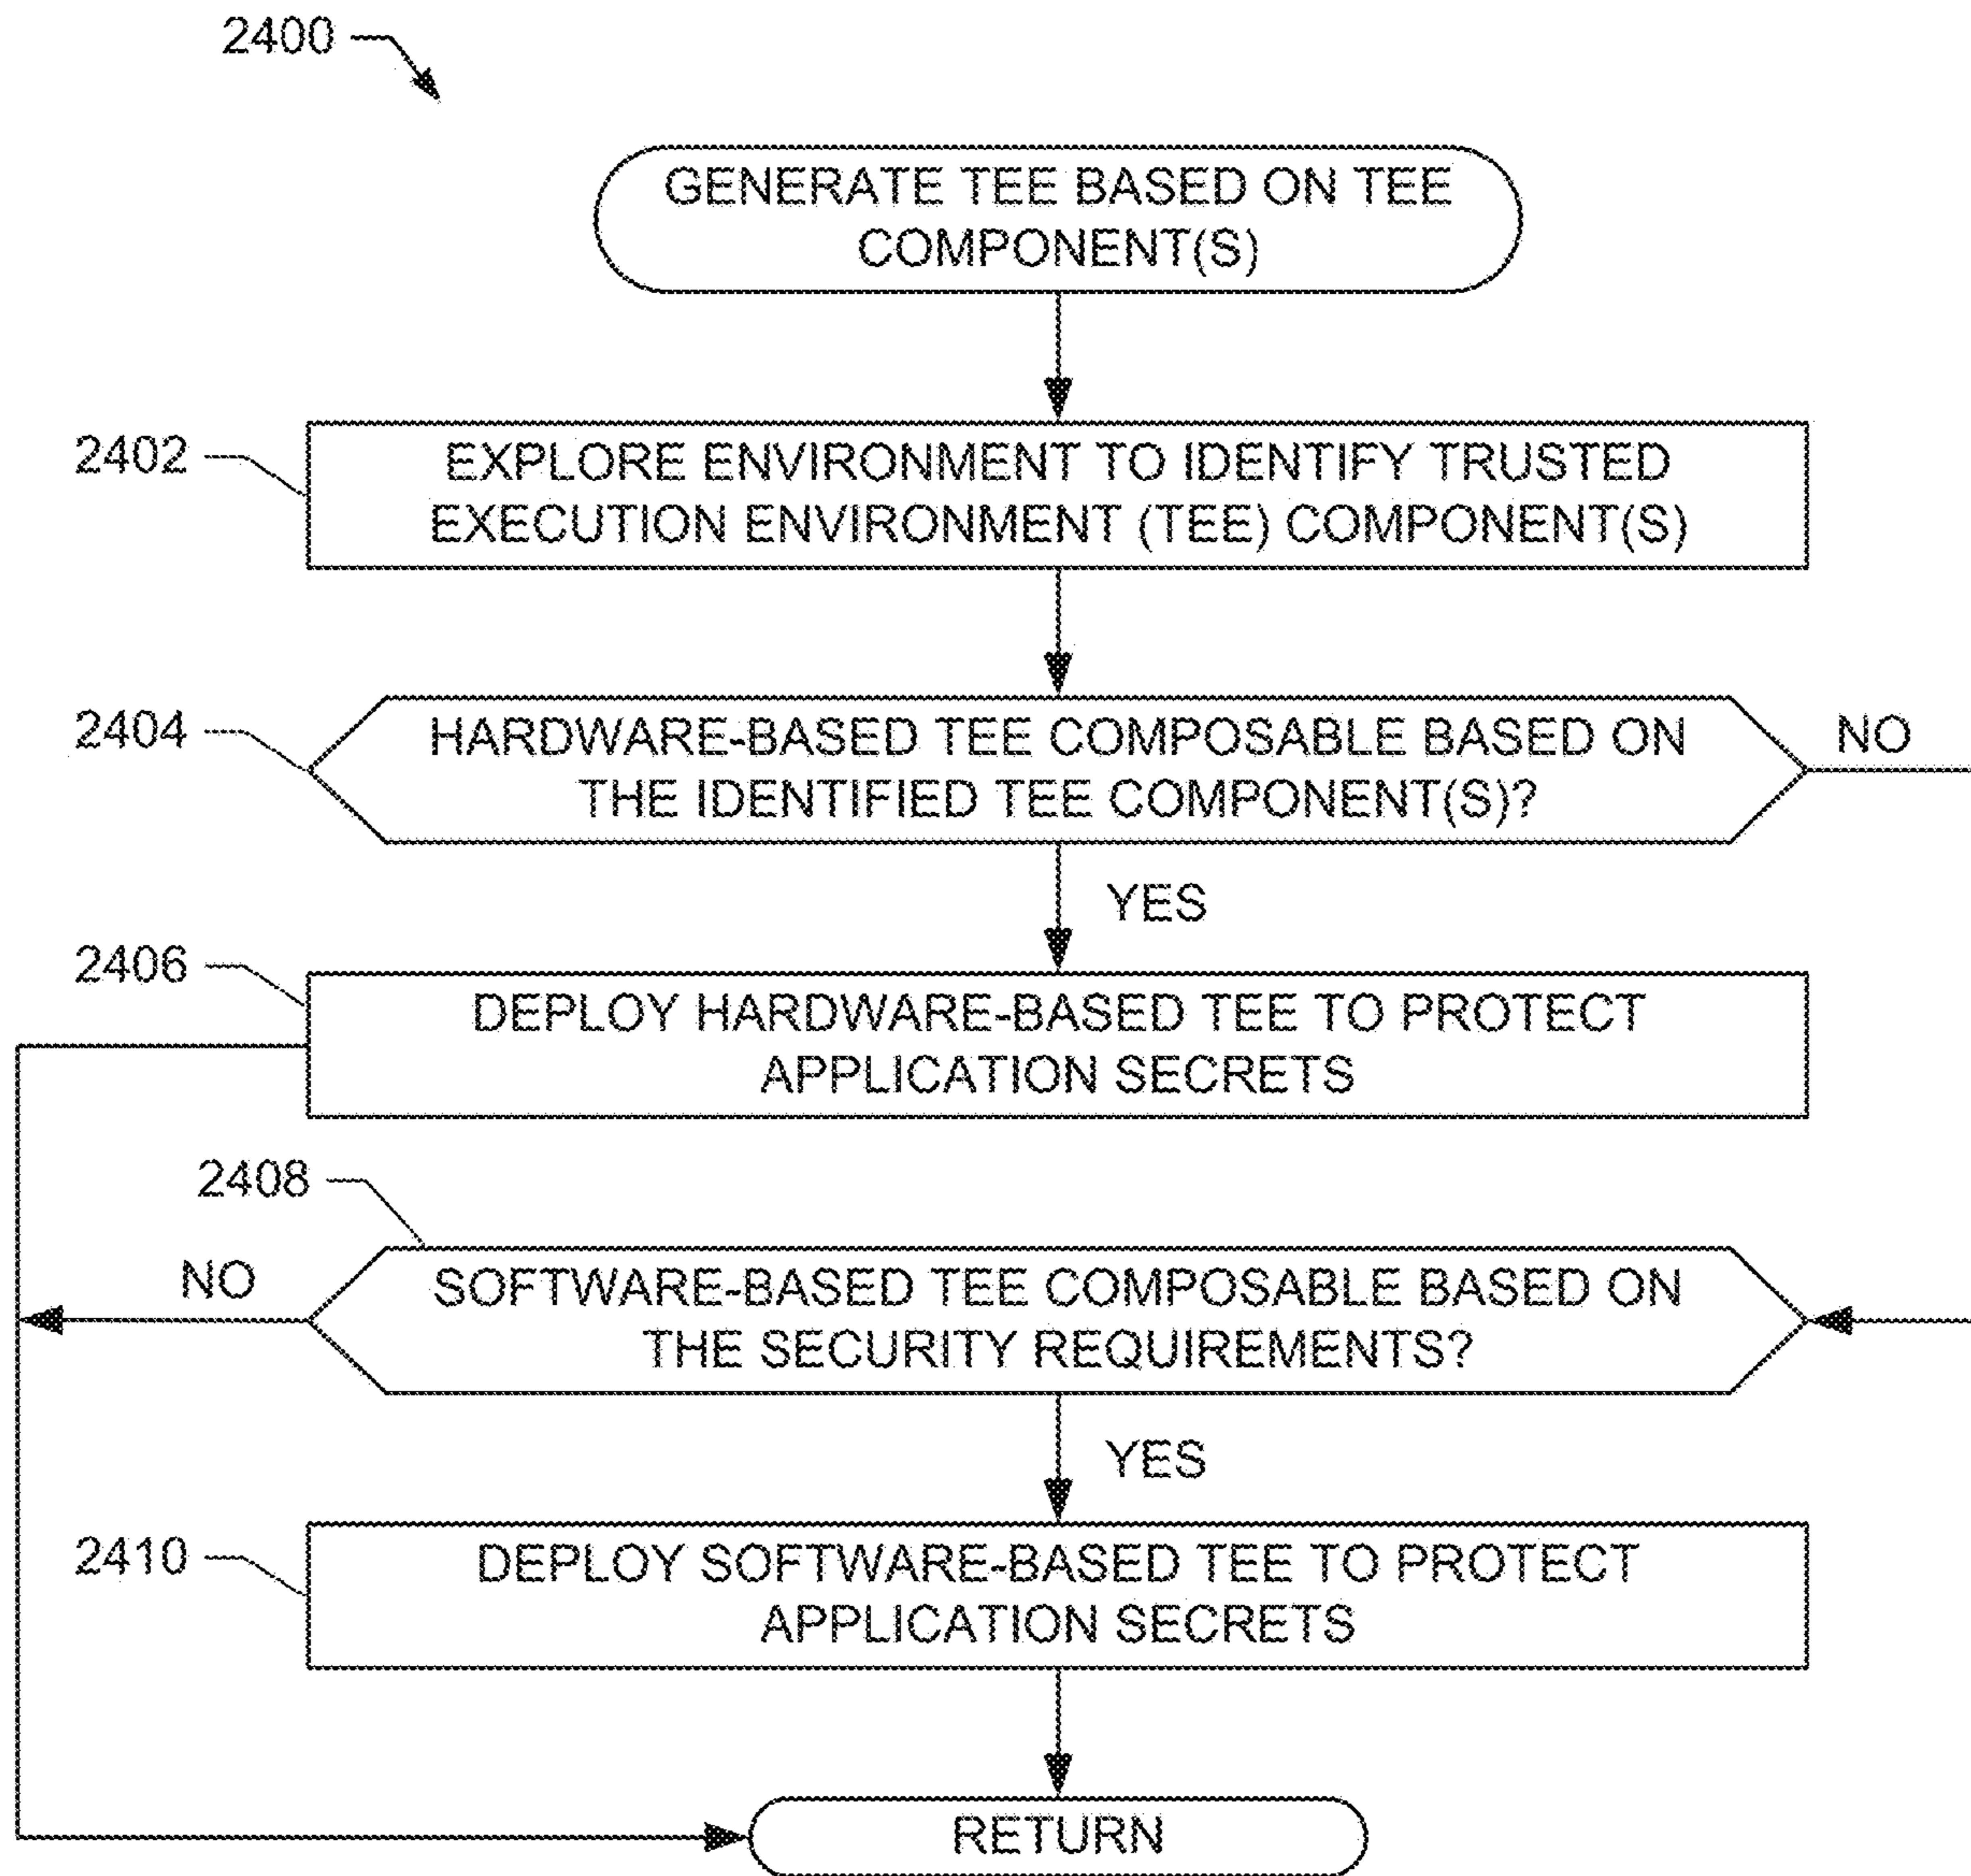 2400
GENERATE TEE BASED ON TEE
COMPONENT(S)
2402
EXPLORE ENVIRONMENT TO IDENTIFY TRUSTED
EXECUTION ENVIRONMENT (TEE) COMPONENT(S)
2404
HARDWARE-BASED TEE COMPOSABLE BASED ON
THE IDENTIFIED TEE COMPONENT(S)?
NO
YES
2406
DEPLOY HARDWARE-BASED TEE TO PROTECT
APPLICATION SECRETS
2408
NO
SOFTWARE-BASED TEE COMPOSABLE BASED ON
THE SECURITY REQUIREMENTS?
YES
2410
DEPLOY SOFTWARE-BASED TEE TO PROTECT
APPLICATION SECRETS
RETURN